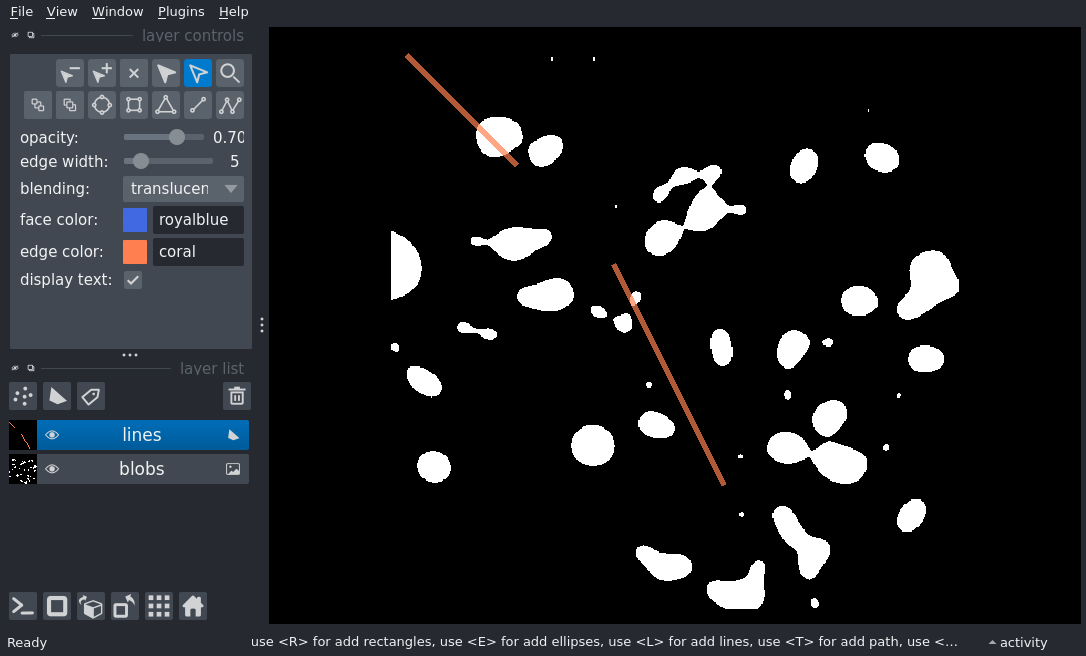 File View Window Plugins Help
layer controls
opacity: 0.70
edge width: 5
blending: translucen
face color: royalblue
edge color: coral
display text:
layer list
lines
blobs
Ready use <R> for add rectangles, use <E> for add ellipses, use <L> for add lines, use <T> for add path, use <... activity